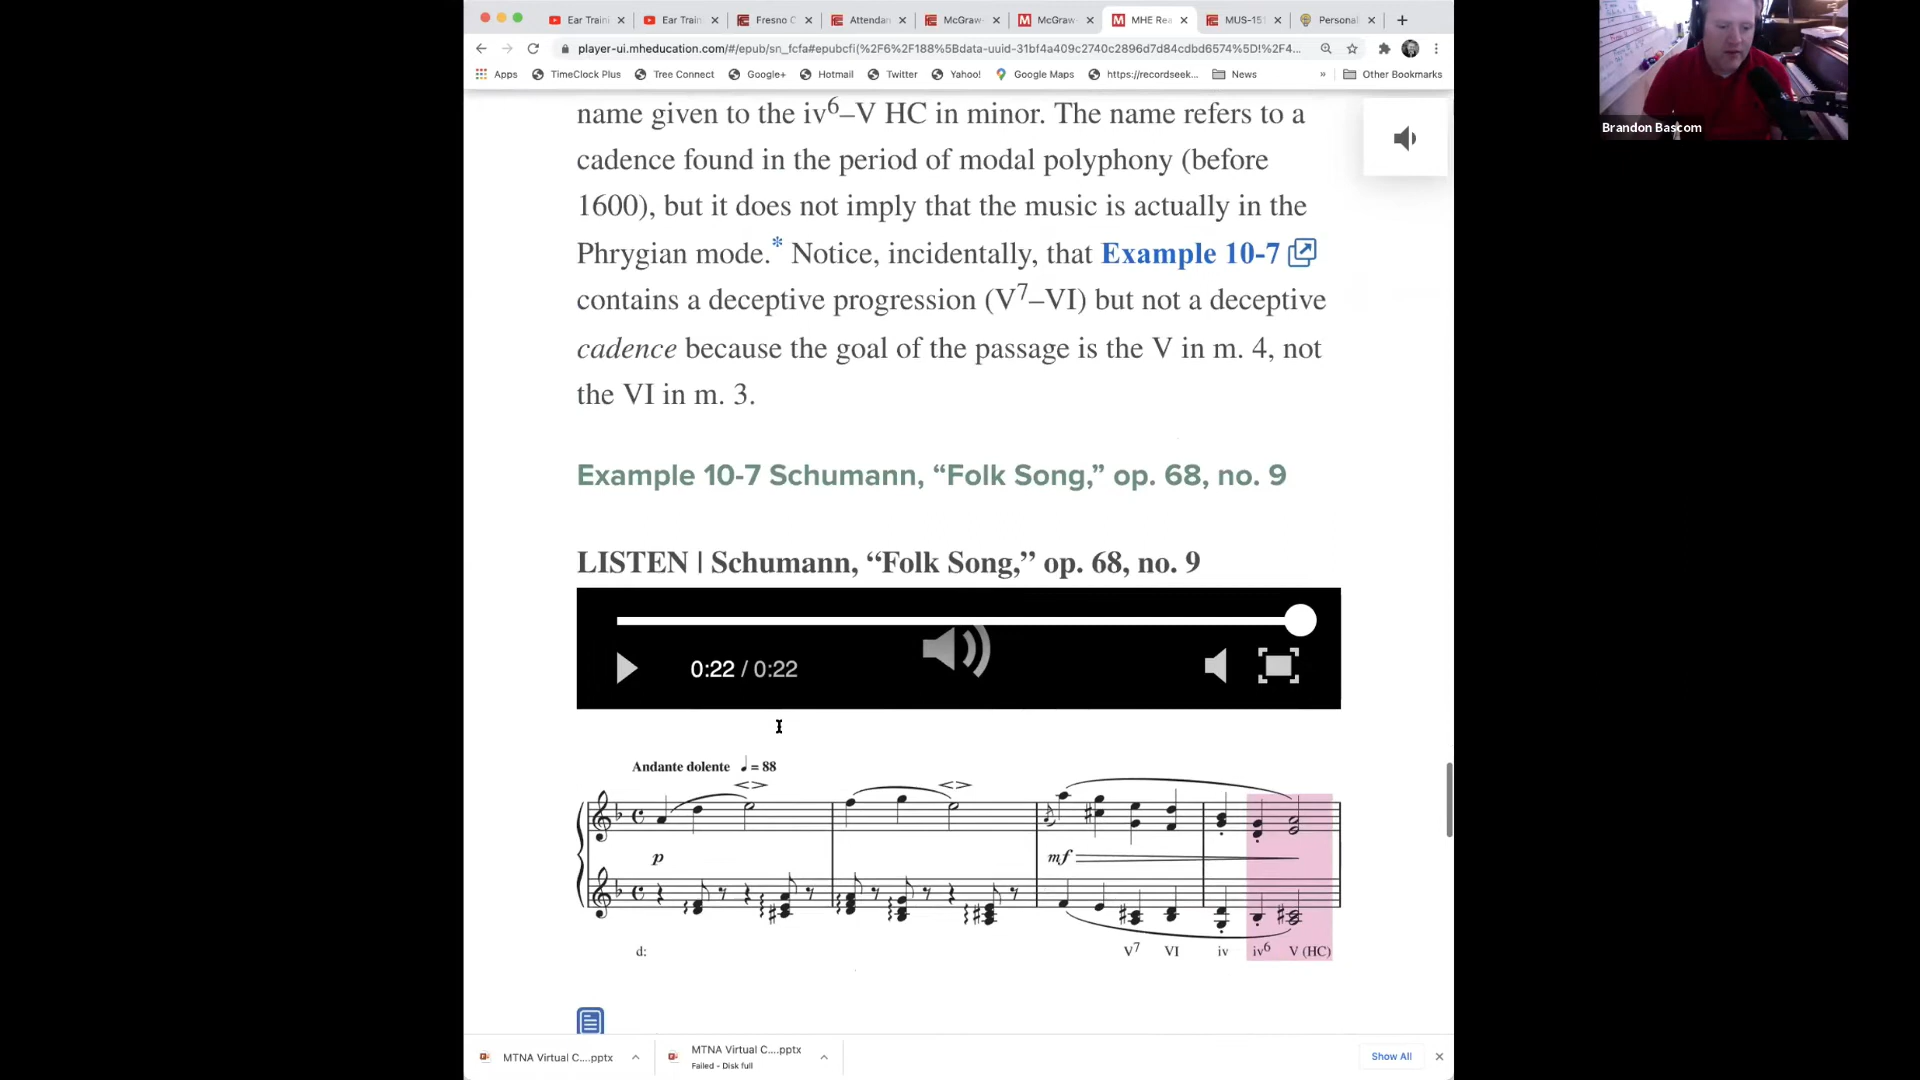 Ear Traini
Ear Train
Fresno C
Attendan
McGraw-
McGraw-
MHE Rea
MUS-151
Personal
player-ui.mheducation.com/#/epub/sn_fcfa#epubcfi(%2F6%2F188%5Bdata-uuid-31bf4a409c2740c2896d7d84cdbd6574%5D!%2F4...
Apps
TimeClock Plus
Tree Connect
Google+
Hotmail
Twitter
Yahoo!
Google Maps
https://recordseek...
News
»
Other Bookmarks
Brandon Bascom
name given to the iv⁶–V HC in minor. The name refers to a
cadence found in the period of modal polyphony (before
1600), but it does not imply that the music is actually in the
Phrygian mode.* Notice, incidentally, that Example 10-7
contains a deceptive progression (V⁷–VI) but not a deceptive
cadence because the goal of the passage is the V in m. 4, not
the VI in m. 3.
Example 10-7 Schumann, “Folk Song,” op. 68, no. 9
LISTEN | Schumann, “Folk Song,” op. 68, no. 9
0:22 / 0:22
Andante dolente ♩ = 88
p
mf
d: V⁷ VI iv iv⁶ V (HC)
MTNA Virtual C....pptx
MTNA Virtual C....pptx
Failed - Disk full
Show All